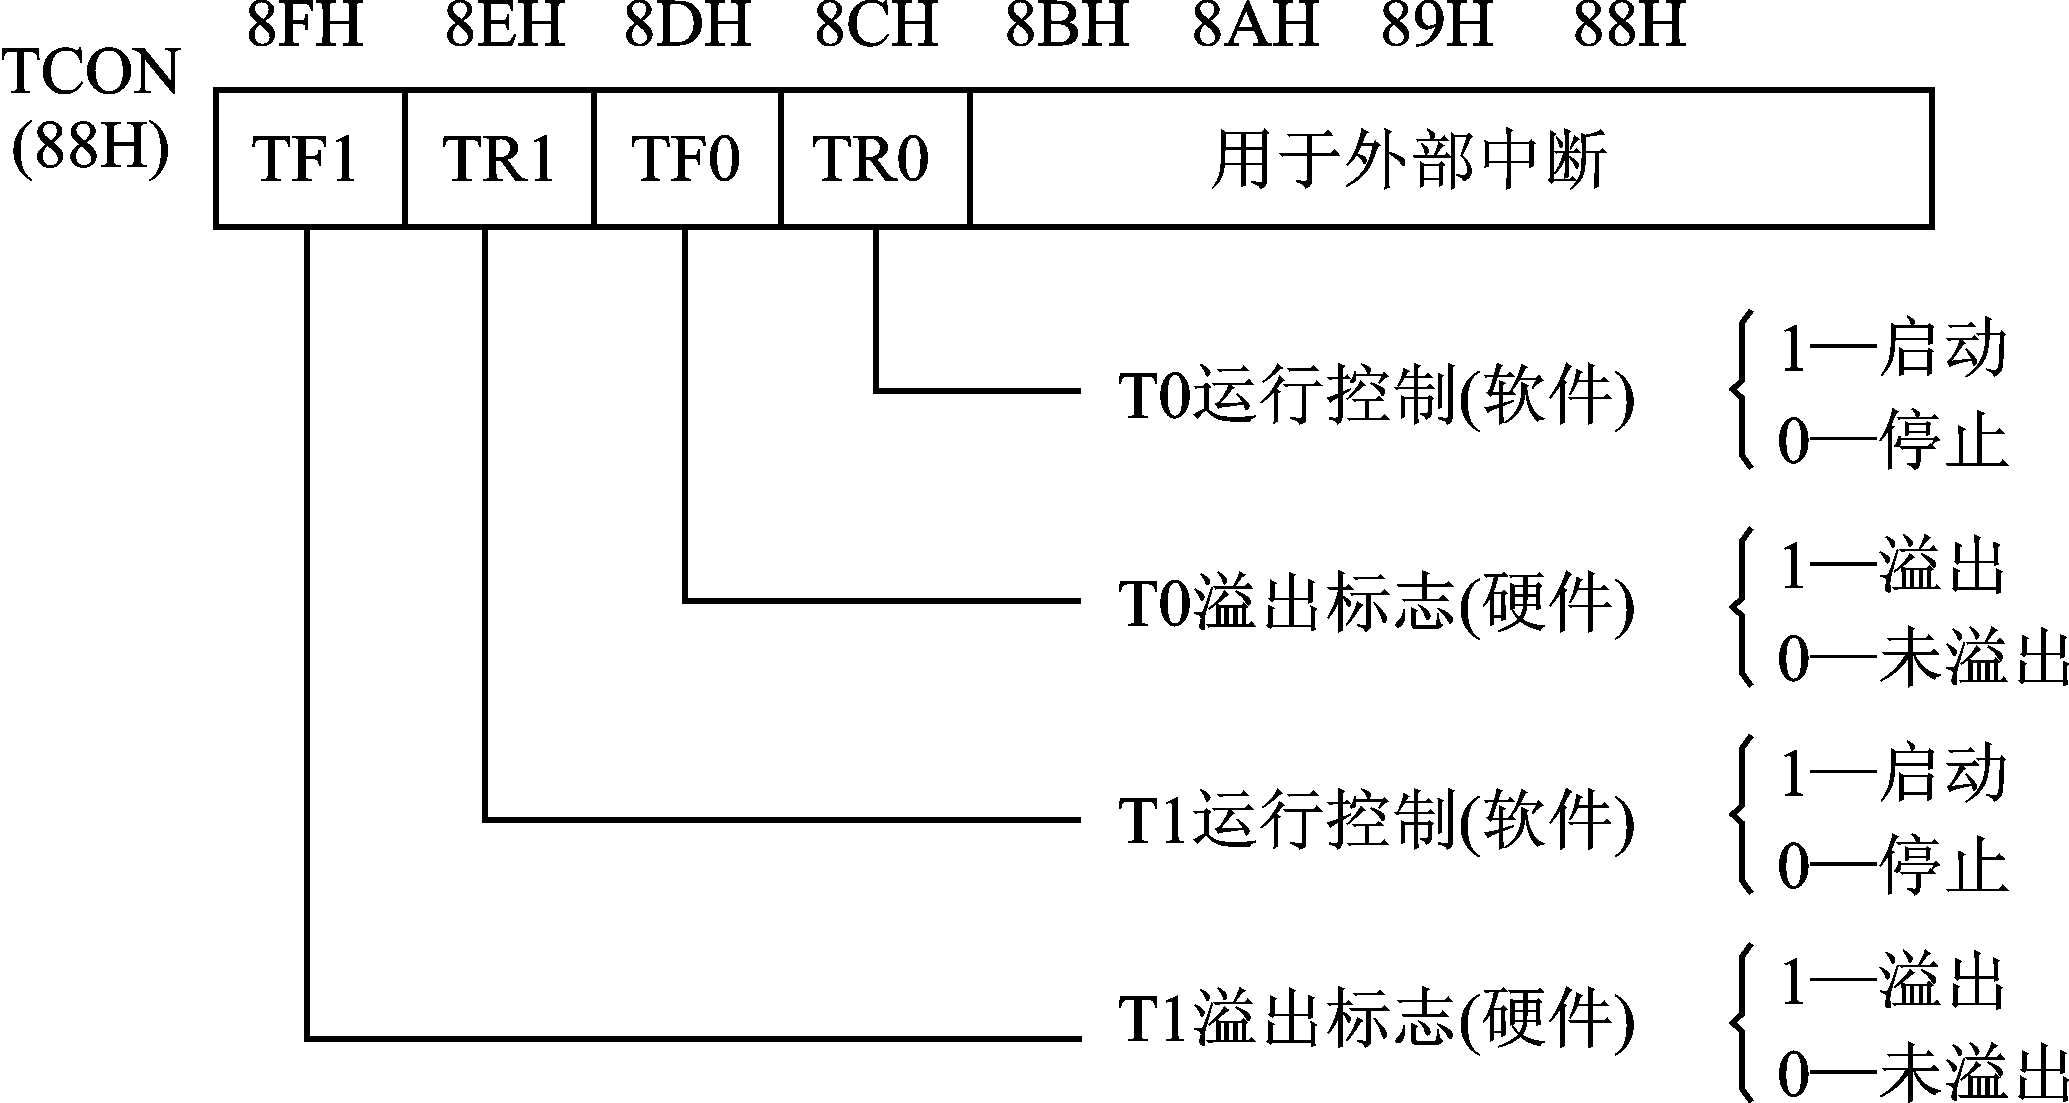 8FH 8EH 8DH 8CH 8BH 8AH 89H 88H
TCON
(88H)
TF1 TR1 TF0 TR0 用于外部中断
T0运行控制(软件)
1—启动
0—停止
T0溢出标志(硬件)
1—溢出
0—未溢出
T1运行控制(软件)
1—启动
0—停止
T1溢出标志(硬件)
1—溢出
0—未溢出